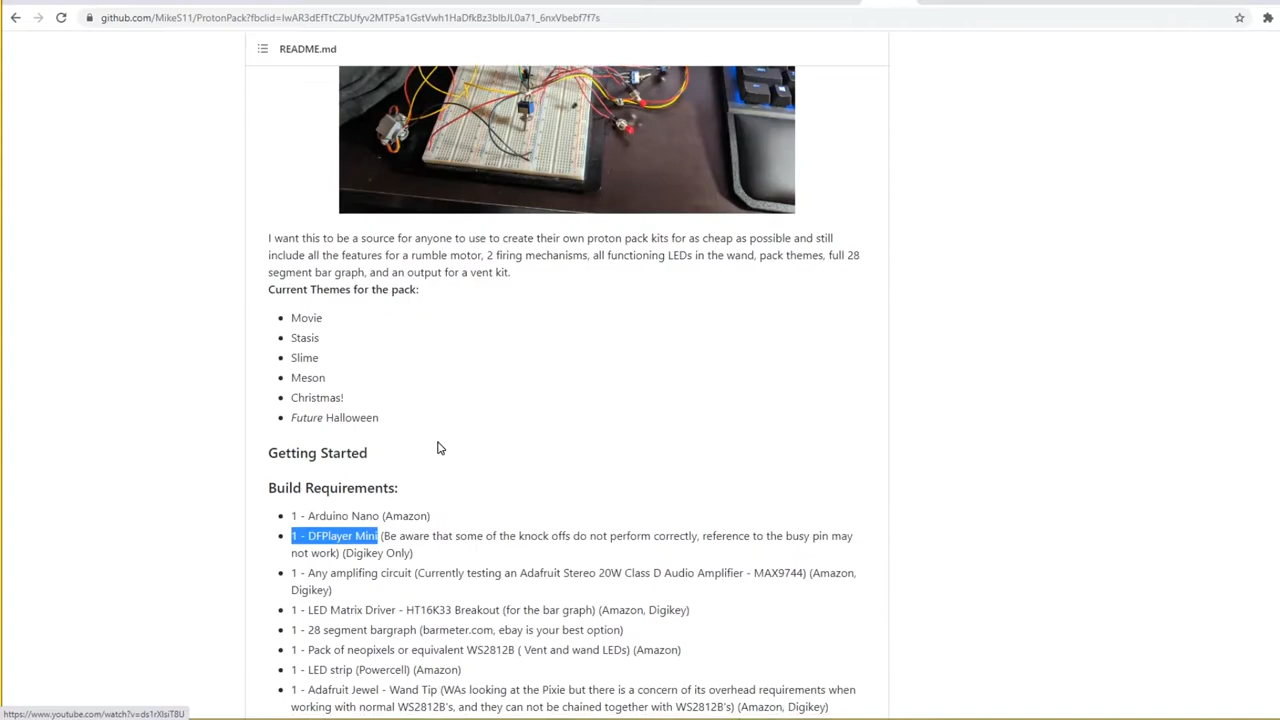 github.com/MikeS11/ProtonPack?fbclid=IwAR3dEfTtCZbUfyv2MTP5a1GstVwh1HaDfkBz3bIbJL0a71_6nxVbebf7f7s
README.md
I want this to be a source for anyone to use to create their own proton pack kits for as cheap as possible and still
include all the features for a rumble motor, 2 firing mechanisms, all functioning LEDs in the wand, pack themes, full 28
segment bar graph, and an output for a vent kit.
Current Themes for the pack:
Movie
Stasis
Slime
Meson
Christmas!
Future Halloween
Getting Started
Build Requirements:
1 - Arduino Nano (Amazon)
1 - DFPlayer Mini (Be aware that some of the knock offs do not perform correctly, reference to the busy pin may
not work) (Digikey Only)
1 - Any amplifing circuit (Currently testing an Adafruit Stereo 20W Class D Audio Amplifier - MAX9744) (Amazon,
Digikey)
1 - LED Matrix Driver - HT16K33 Breakout (for the bar graph) (Amazon, Digikey)
1 - 28 segment bargraph (barmeter.com, ebay is your best option)
1 - Pack of neopixels or equivalent WS2812B ( Vent and wand LEDs) (Amazon)
1 - LED strip (Powercell) (Amazon)
1 - Adafruit Jewel - Wand Tip (WAs looking at the Pixie but there is a concern of its overhead requirements when
working with normal WS2812B's, and they can not be chained together with WS2812B's) (Amazon, Digikey)
https://www.youtube.com/watch?v=ds1rXlsiT8U